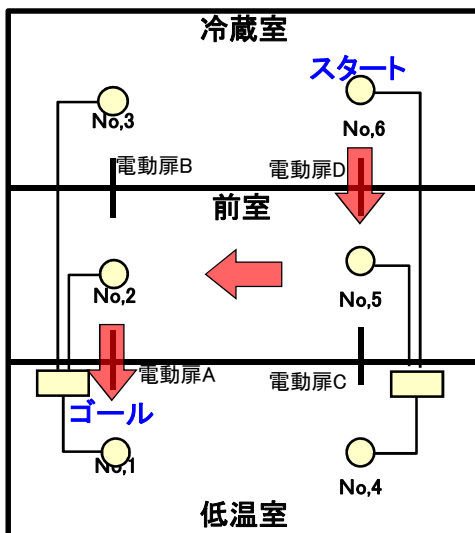 冷蔵室
スタート
No,3
No,6
電動扉B
電動扉D
前室
No,2
No,5
電動扉A
電動扉C
ゴール
No,1
No,4
低温室